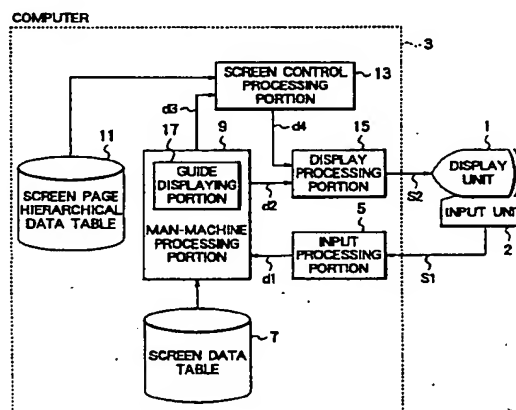 COMPUTER
3
SCREEN CONTROL
PROCESSING
PORTION
13
d3
d4
11
17
9
15
1
GUIDE
DISPLAYING
PORTION
DISPLAY
PROCESSING
PORTION
DISPLAY
UNIT
SCREEN PAGE
HIERARCHICAL
DATA TABLE
d2
S2
INPUT UNIT
2
MAN-MACHINE
PROCESSING
PORTION
5
INPUT
PROCESSING
PORTION
d1
S1
SCREEN DATA
TABLE
7